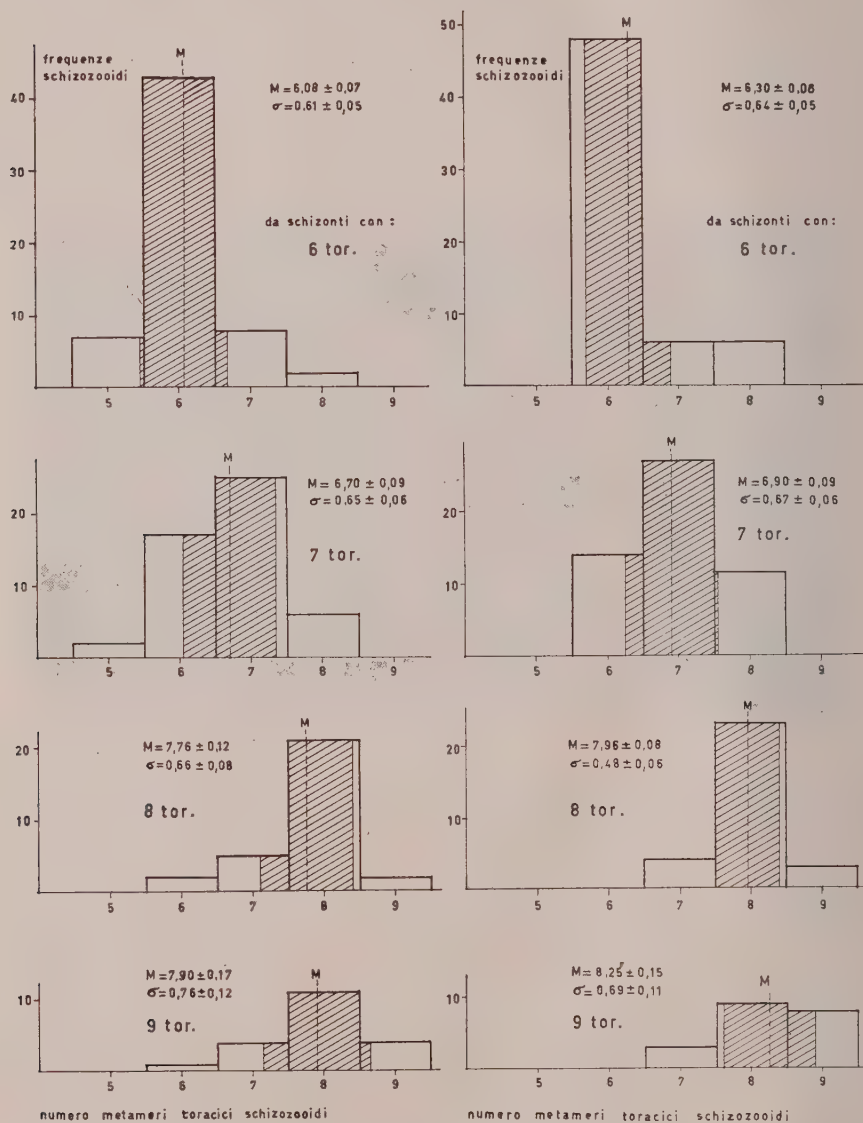 frequenze
schizozooidi
M
M=6,08 ± 0,07
σ=0.61 ± 0,05
da schizonti con :
6 tor.
40
30
20
10
5 6 7 8 9
frequenze
schizozooidi
M
M=6,30 ± 0,08
σ=0,64 ± 0,05
da schizonti con:
6 tor.
50
40
30
20
10
5 6 7 8 9
M
M=6,70 ± 0,09
σ=0.65 ± 0,06
7 tor.
20
10
5 6 7 8 9
M
M=6,90 ± 0,09
σ=0,67 ± 0,06
7 tor.
20
10
5 6 7 8 9
M
M=7,76 ± 0,12
σ=0,66 ± 0,08
8 tor.
20
10
5 6 7 8 9
M
M=7,96 ± 0,08
σ=0,48 ± 0,06
8 tor.
20
10
5 6 7 8 9
M
M=7,90 ± 0,17
σ=0,76 ± 0,12
9 tor.
10
5 6 7 8 9
M
M=8,25 ± 0,15
σ=0,69 ± 0,11
9 tor.
10
5 6 7 8 9
numero metameri toracici schizozooidi
numero metameri toracici schizozooidi